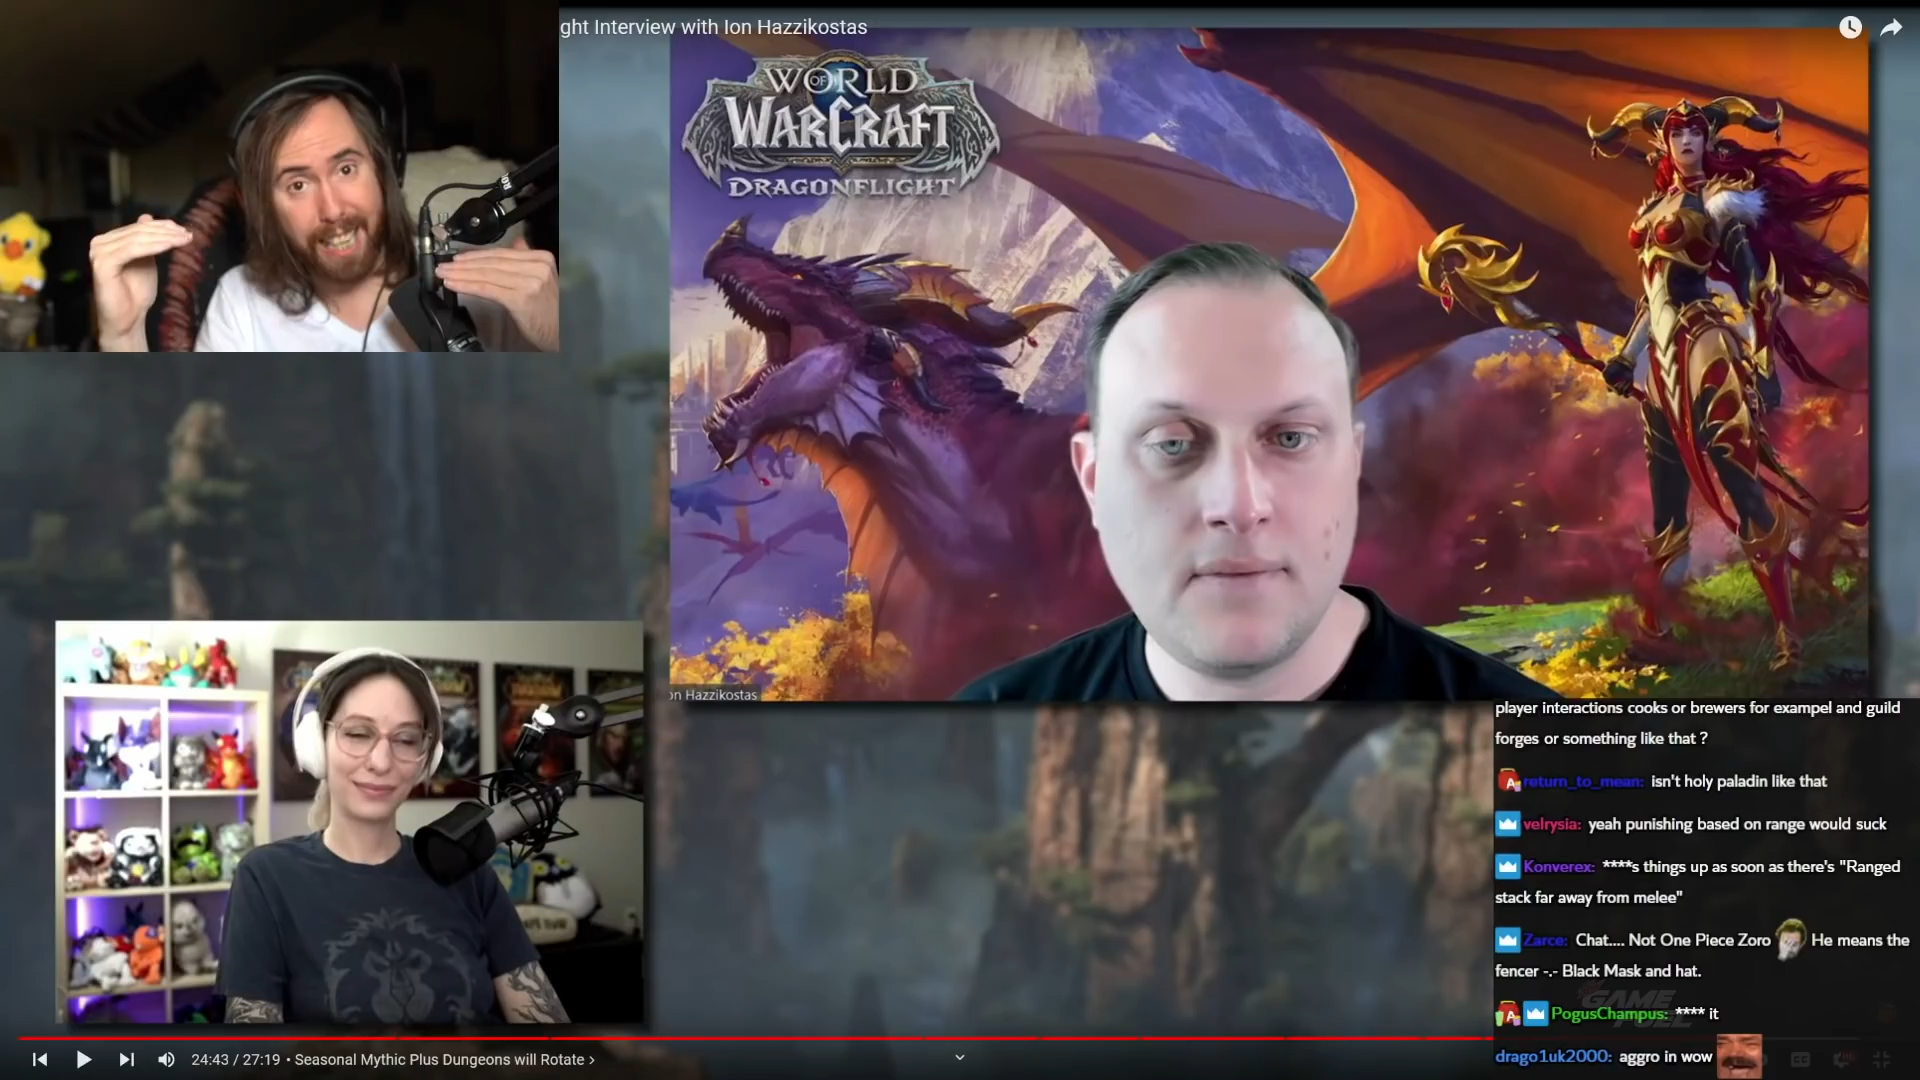 ght Interview with Ion Hazzikostas
WORLD
OF
WARCRAFT
DRAGONFLIGHT
on Hazzikostas
player interactions cooks or brewers for exampel and guild
forges or something like that ?
return_to_mean: isn't holy paladin like that
velrysia: yeah punishing based on range would suck
Konverex: ****s things up as soon as there's "Ranged
stack far away from melee"
Zarce: Chat.... Not One Piece Zoro He means the
fencer -.- Black Mask and hat.
GAME
FUEL
PogusChampus: **** it
drago1uk2000: aggro in wow
24:43 / 27:19 • Seasonal Mythic Plus Dungeons will Rotate >